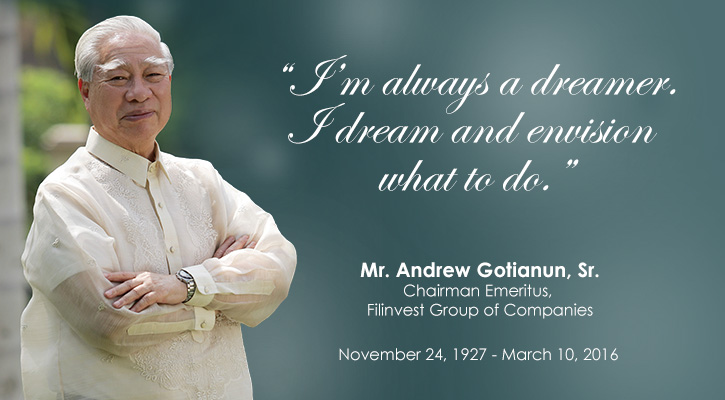 “I’m always a dreamer.
I dream and envision
what to do.”
Mr. Andrew Gotianun, Sr.
Chairman Emeritus,
Filinvest Group of Companies
November 24, 1927 - March 10, 2016